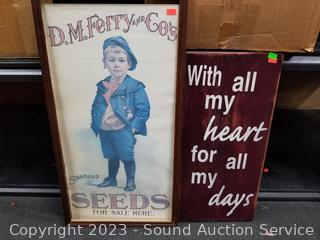 D.M. Ferry AND Co's
STANDARD
SEEDS
FOR SALE HERE.
With all
my
heart
for all
my
days
Copyright 2023 - Sound Auction Service